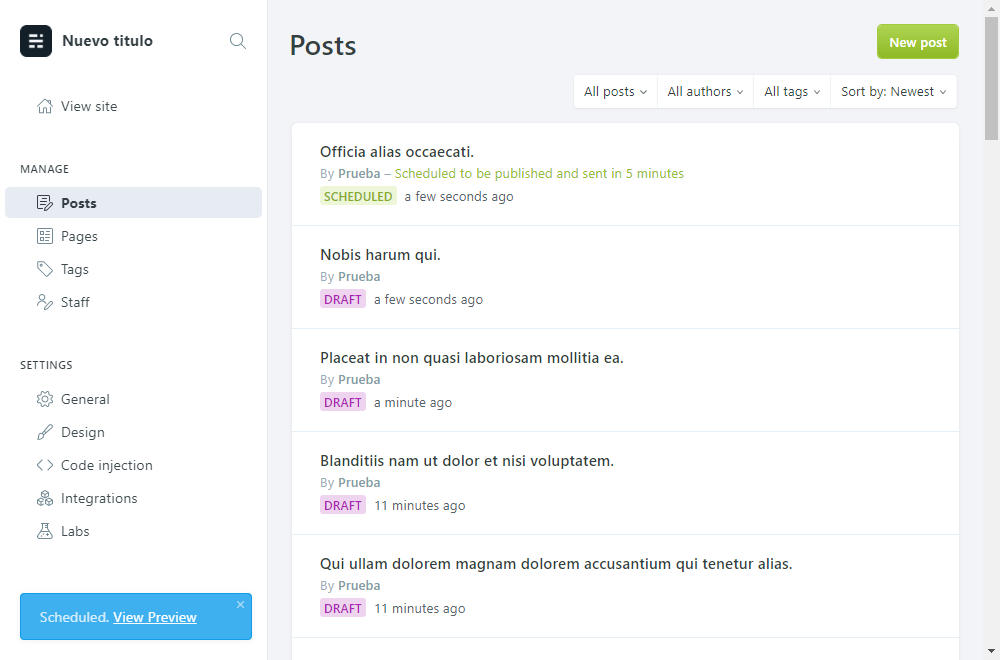 Nuevo titulo
View site
MANAGE
Posts
Pages
Tags
Staff
SETTINGS
General
Design
Code injection
Integrations
Labs
Scheduled. View Preview
Posts
New post
All posts
All authors
All tags
Sort by: Newest
Officia alias occaecati.
By Prueba – Scheduled to be published and sent in 5 minutes
SCHEDULED a few seconds ago
Nobis harum qui.
By Prueba
DRAFT a few seconds ago
Placeat in non quasi laboriosam mollitia ea.
By Prueba
DRAFT a minute ago
Blanditiis nam ut dolor et nisi voluptatem.
By Prueba
DRAFT 11 minutes ago
Qui ullam dolorem magnam dolorem accusantium qui tenetur alias.
By Prueba
DRAFT 11 minutes ago